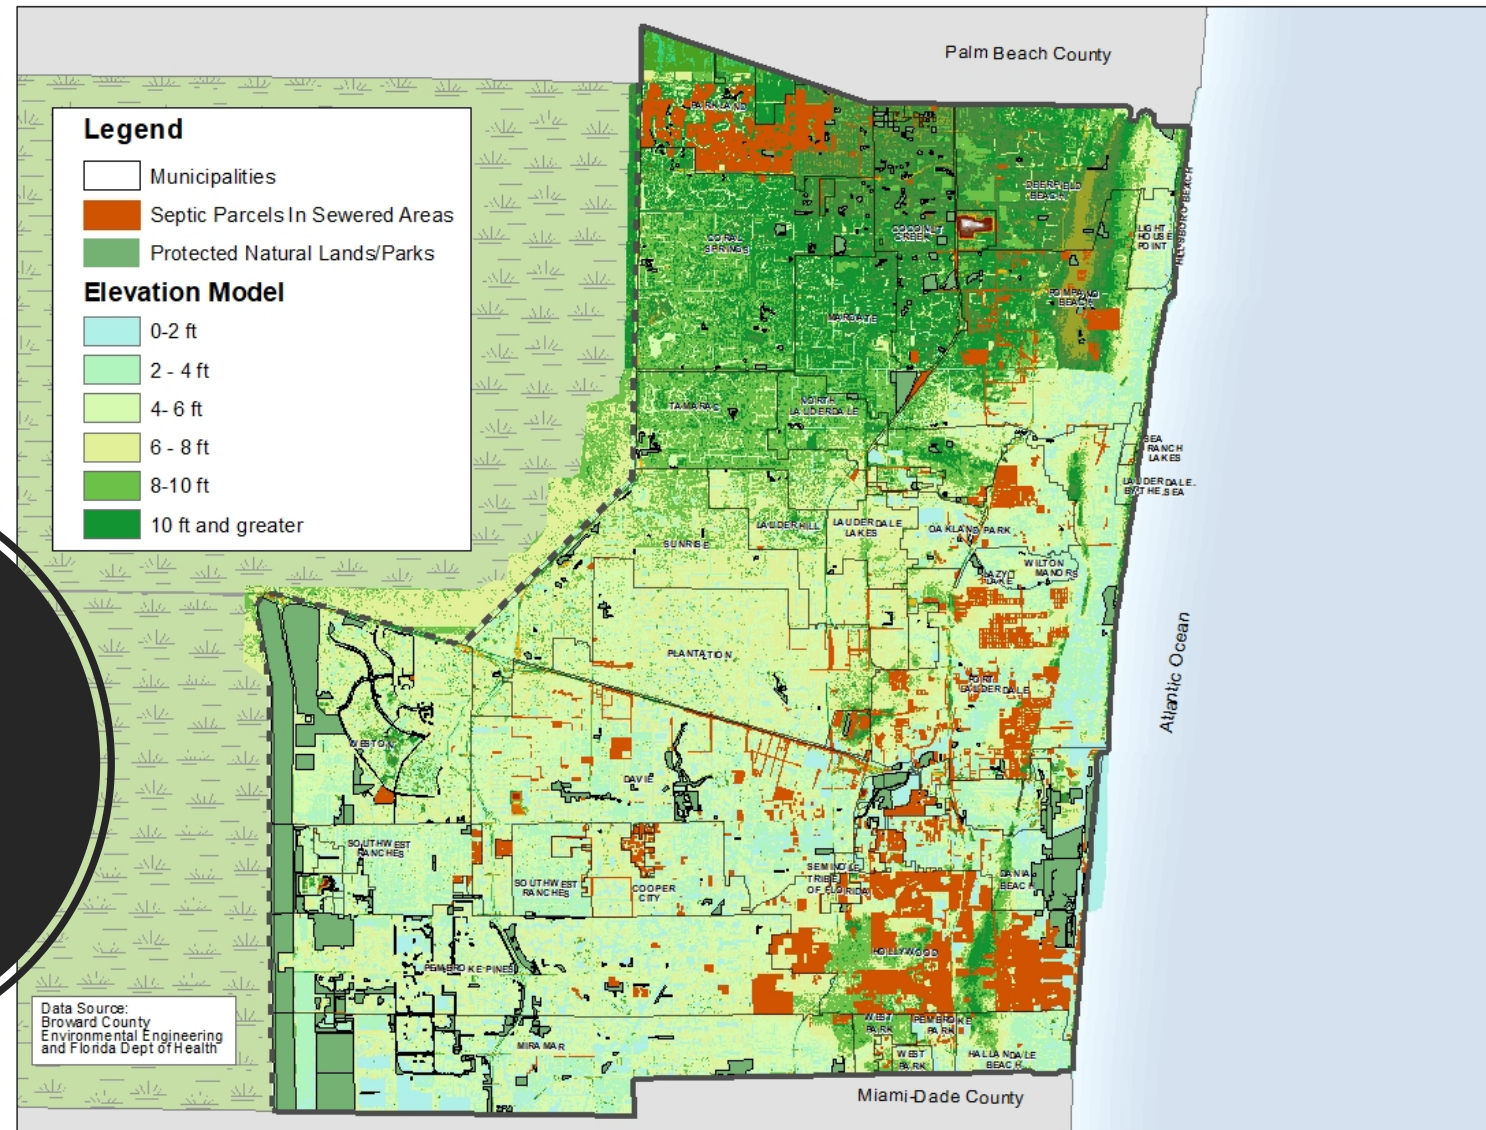 Palm Beach County
Legend
Municipalities
Septic Parcels In Sewered Areas
Protected Natural Lands/Parks
Elevation Model
0-2 ft
2 - 4 ft
4- 6 ft
6 - 8 ft
8-10 ft
10 ft and greater
PARKLAND
DEERFIELD
BEACH
HILLSBORO BEACH
LIGHT
HOUSE
POINT
COCONUT
CREEK
CORAL
SPRINGS
POMPANO
BEACH
MARGATE
TAMARAC
NORTH
LAUDERDALE
SEA
RANCH
LAKES
LAUDERDALE-
BY THE SEA
LAUDERHILL
LAUDERDALE
LAKES
OAKLAND PARK
SUNRISE
WILTON
MANORS
LAZY
LAKE
PLANTATION
FORT
LAUDERDALE
Atlantic Ocean
WESTON
DAVIE
SOUTHWEST
RANCHES
SOUTHWEST
RANCHES
COOPER
CITY
SEMINOLE
TRIBE
OF FLORIDA
DANIA
BEACH
HOLLYWOOD
PEMBROKE PINES
WEST
PARK
PEMBROKE
PARK
MIRAMAR
WEST
PARK
HALLANDALE
BEACH
Data Source:
Broward County
Environmental Engineering
and Florida Dept of Health
Miami-Dade County